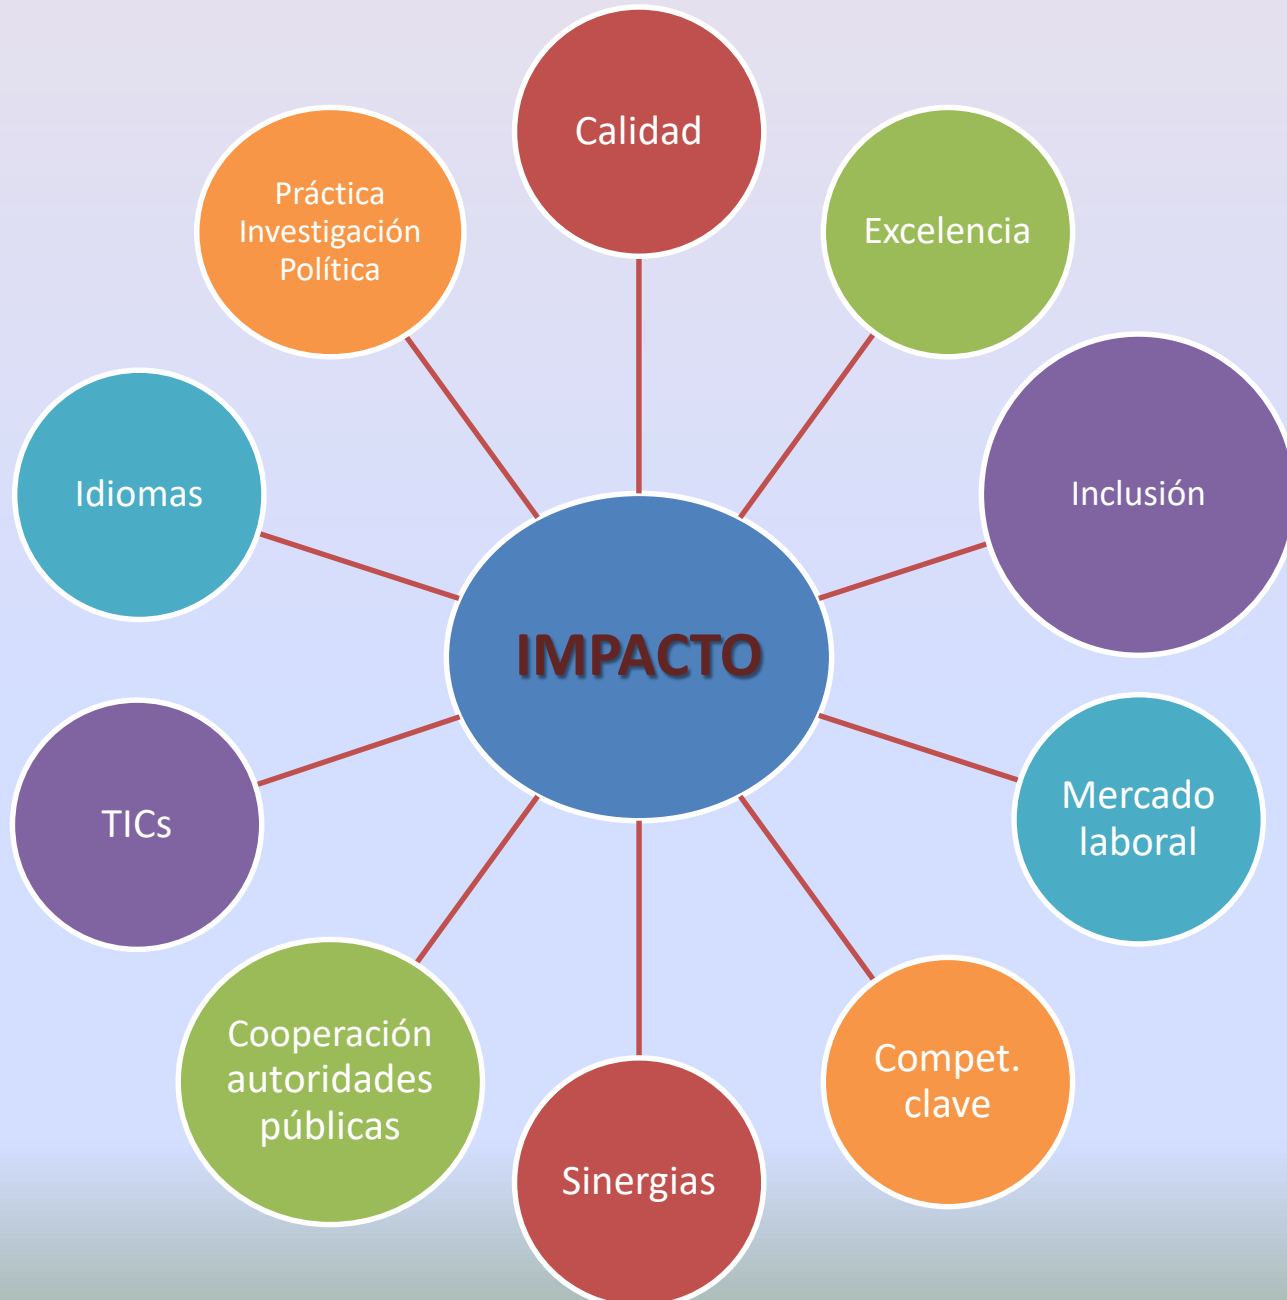 Calidad
Excelencia
Inclusión
Mercado
laboral
Compet.
clave
Sinergias
Cooperación
autoridades
públicas
TICs
Idiomas
Práctica
Investigación
Política
IMPACTO